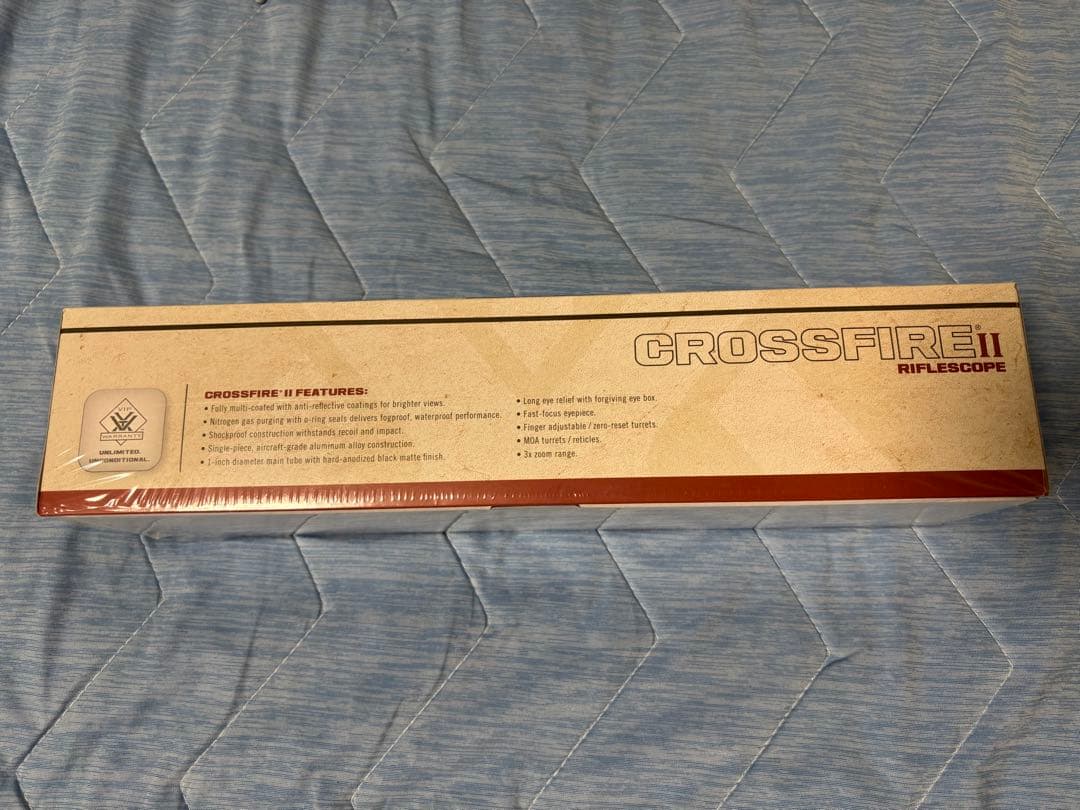 CROSSFIRE® II
RIFLESCOPE
CROSSFIRE® II FEATURES:
• Fully multi-coated with anti-reflective coatings for brighter views.
• Nitrogen gas purging with o-ring seals delivers fogproof, waterproof performance.
• Shockproof construction withstands recoil and impact.
• Single-piece, aircraft-grade aluminum alloy construction.
• 1-inch diameter main tube with hard-anodized black matte finish.
• Long eye relief with forgiving eye box.
• Fast-focus eyepiece.
• Finger adjustable / zero-reset turrets.
• MOA turrets / reticles.
• 3x zoom range.
VIP
WARRANTY
UNLIMITED.
UNCONDITIONAL.